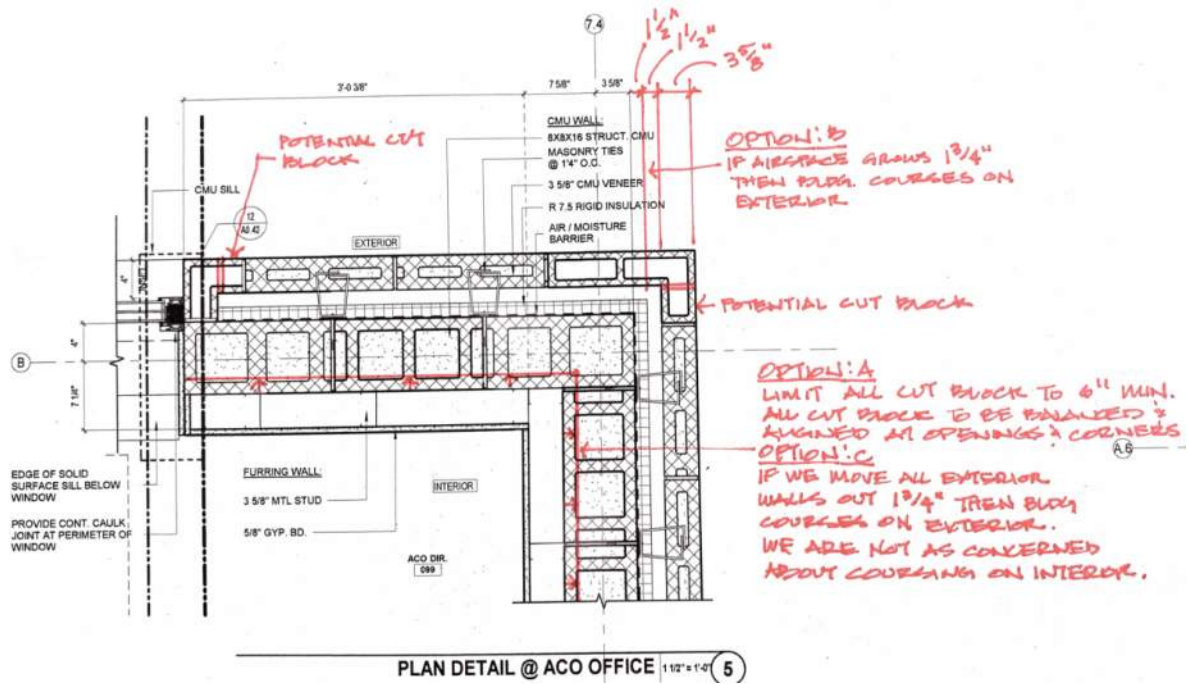 7.4
1 1/2"
1 1/2"
3 5/8"
3'-0 3/8"
7 5/8"
3 5/8"
POTENTIAL CUT
BLOCK
CMU WALL:
8X8X16 STRUCT. CMU
MASONRY TIES
@ 1'4" O.C.
3 5/8" CMU VENEER
R 7.5 RIGID INSULATION
AIR / MOISTURE
BARRIER
OPTION: B
IF AIRSPACE GROWS 1 3/4"
THEN BLDG. COURSES ON
EXTERIOR
CMU SILL
12
A0.42
EXTERIOR
4"
POTENTIAL CUT BLOCK
B
4"
7 1/4"
OPTION: A
LIMIT ALL CUT BLOCK TO 6" MIN.
ALL CUT BLOCK TO BE BALANCED &
ALIGNED AT OPENINGS & CORNERS
A.6
OPTION: C
IF WE MOVE ALL EXTERIOR
WALLS OUT 1 3/4" THEN BLDG
COURSES ON EXTERIOR.
WE ARE NOT AS CONCERNED
ABOUT COURSING ON INTERIOR.
EDGE OF SOLID
SURFACE SILL BELOW
WINDOW
PROVIDE CONT. CAULK
JOINT AT PERIMETER OF
WINDOW
FURRING WALL:
3 5/8" MTL STUD
5/8" GYP. BD.
INTERIOR
ACO DIR.
099
PLAN DETAIL @ ACO OFFICE 1 1/2" = 1'-0" 5